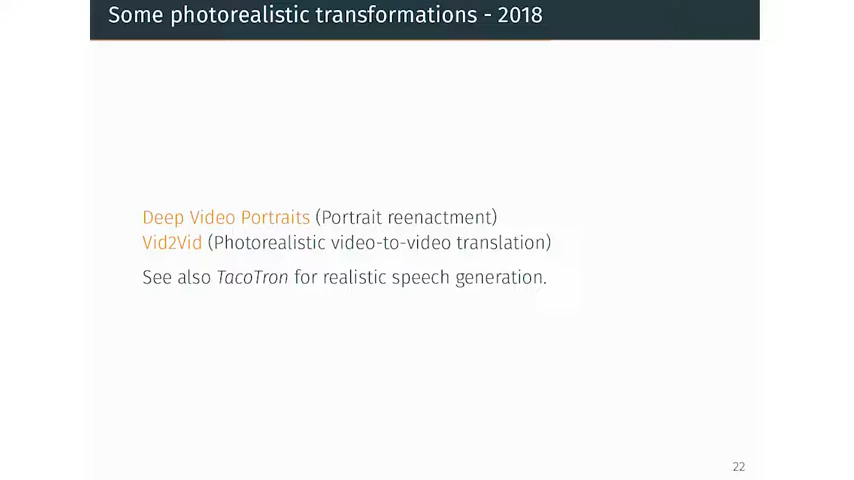 Some photorealistic transformations - 2018
Deep Video Portraits (Portrait reenactment)
Vid2Vid (Photorealistic video-to-video translation)
See also TacoTron for realistic speech generation.
22